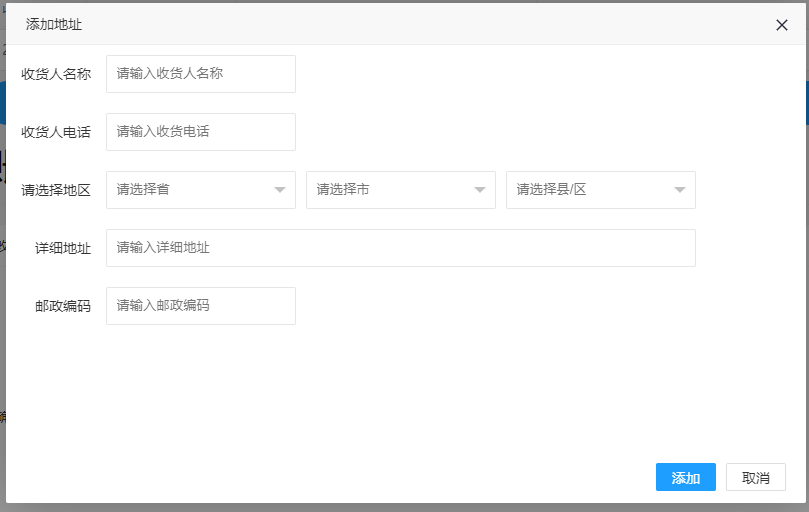 添加地址
收货人名称 请输入收货人名称
收货人电话 请输入收货电话
请选择地区 请选择省 请选择市 请选择县/区
详细地址 请输入详细地址
邮政编码 请输入邮政编码
添加 取消